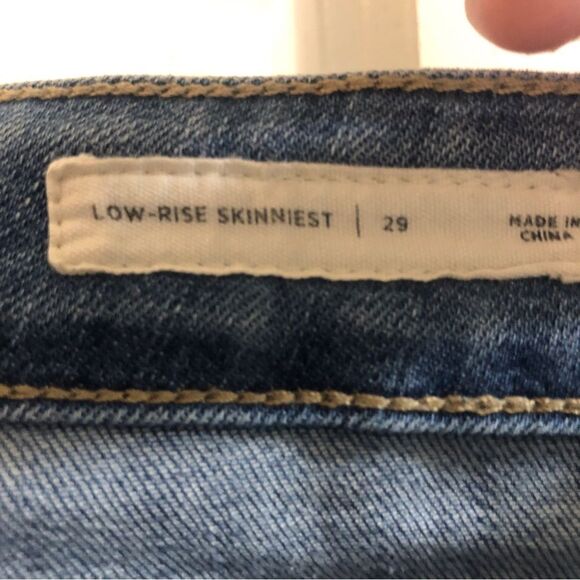 LOW-RISE SKINNIEST | 29
MADE IN
CHINA